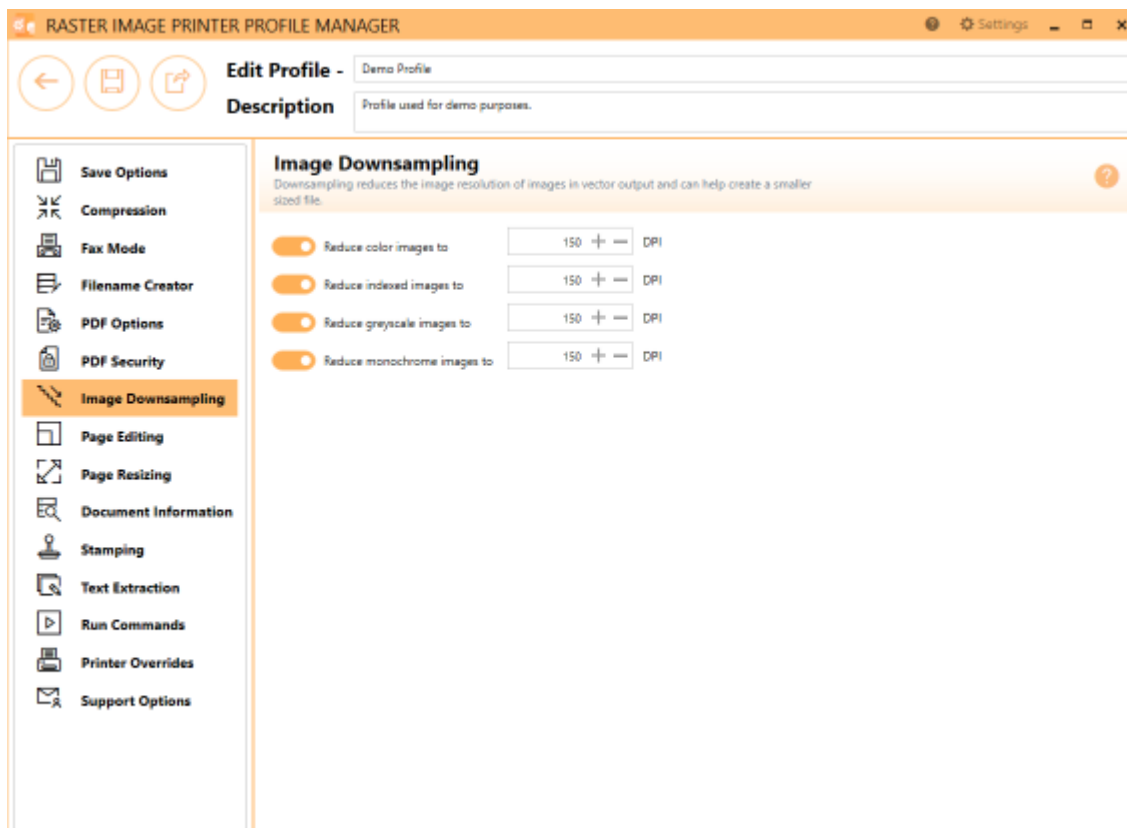 RASTER IMAGE PRINTER PROFILE MANAGER
Settings
Edit Profile -
Demo Profile
Description
Profile used for demo purposes.
Save Options
Compression
Fax Mode
Filename Creator
PDF Options
PDF Security
Image Downsampling
Page Editing
Page Resizing
Document Information
Stamping
Text Extraction
Run Commands
Printer Overrides
Support Options
Image Downsampling
Downsampling reduces the image resolution of images in vector output and can help create a smaller
sized file.
Reduce color images to 150 DPI
Reduce indexed images to 150 DPI
Reduce greyscale images to 150 DPI
Reduce monochrome images to 150 DPI